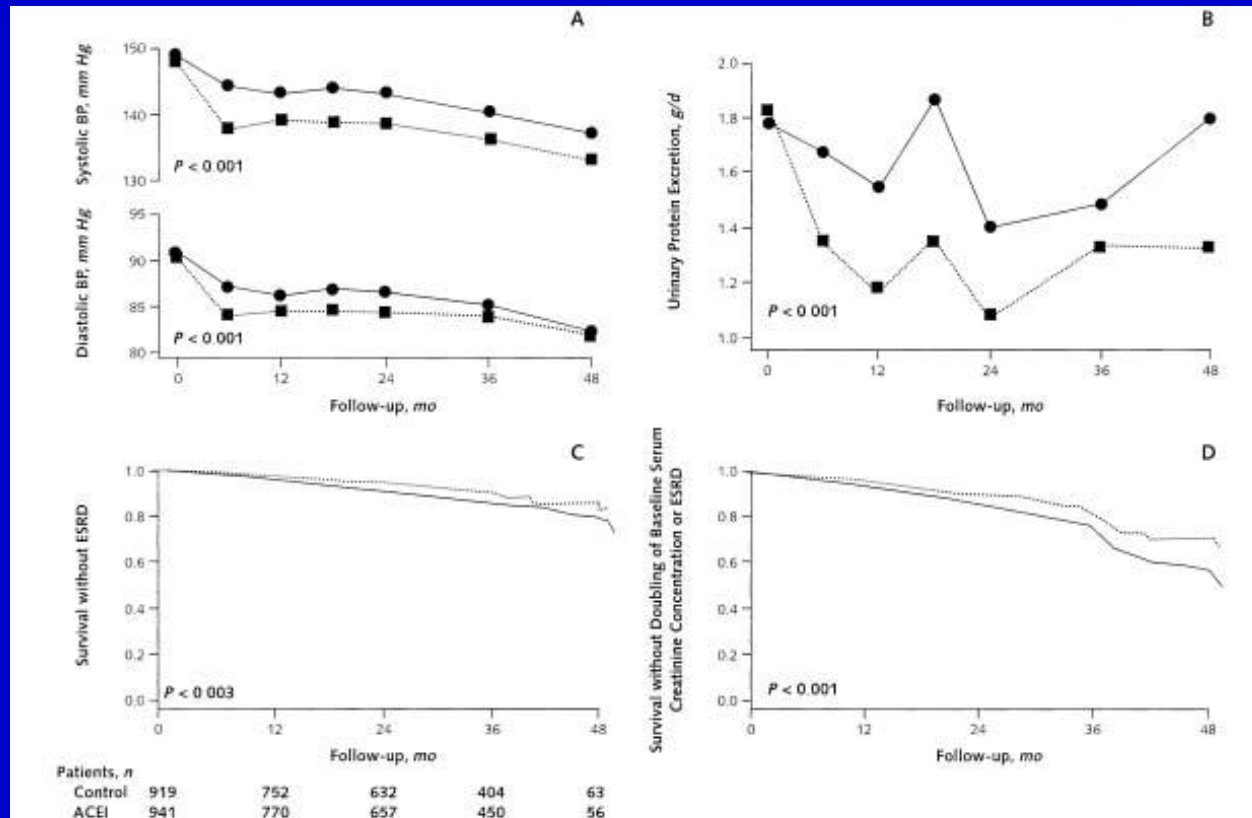 A
Systolic BP, mm Hg
150
140
130
P < 0 001
Diastolic BP, mm Hg
95
90
85
80
P < 0 001
0 12 24 36 48
Follow-up, mo
B
Urinary Protein Excretion, g/d
2.0
1.8
1.6
1.4
1.2
1.0
P < 0 001
0 12 24 36 48
Follow-up, mo
C
Survival without ESRD
1.0
0.8
0.6
0.4
0.2
0.0
P < 0 003
0 12 24 36 48
Follow-up, mo
Patients, n
Control 919 752 632 404 63
ACEI 941 770 657 450 56
D
Survival without Doubling of Baseline Serum
Creatinine Concentration or ESRD
1.0
0.8
0.6
0.4
0.2
0.0
P < 0.001
0 12 24 36 48
Follow-up, mo